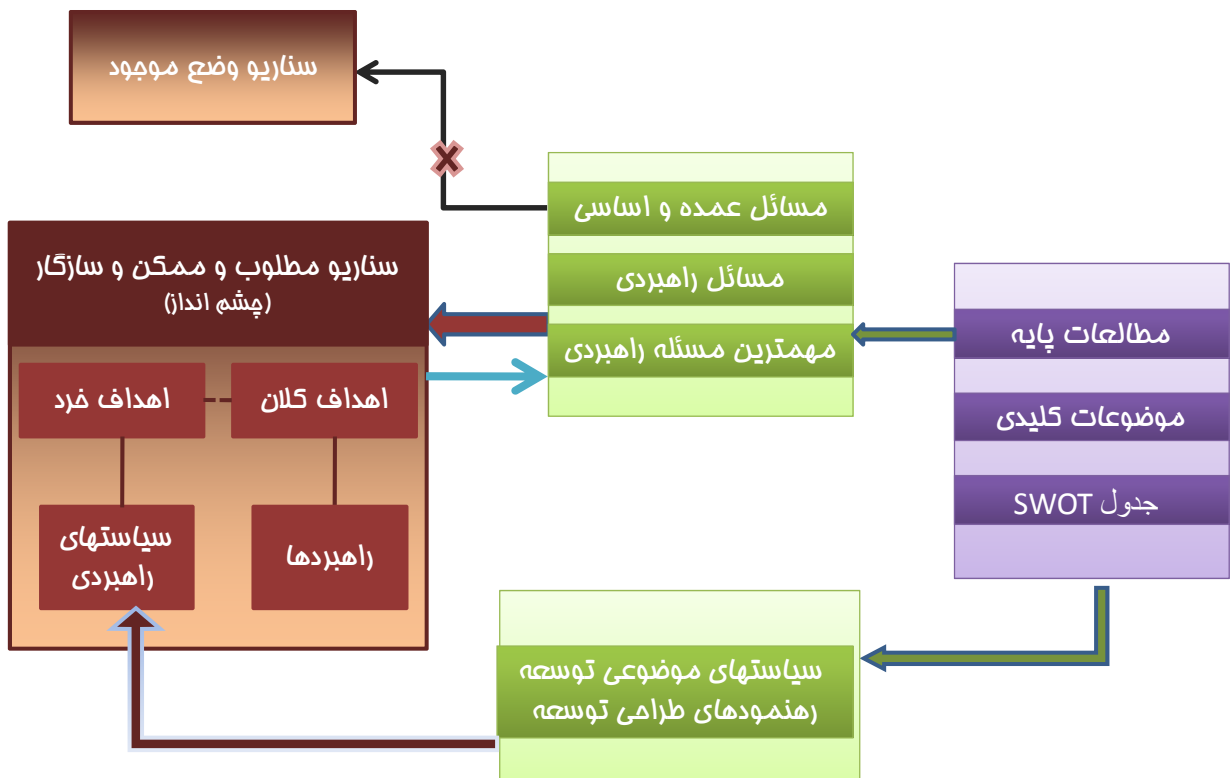 سناریو وضع موجود
مسائل عمده و اساسی
مسائل راهبردی
مهمترین مسئله راهبردی
مطالعات پایه
موضوعات کلیدی
جدول SWOT
سناریو مطلوب و ممکن و سازگار
(چشم انداز)
اهداف کلان
اهداف خرد
راهبردها
سیاستهای
راهبردی
سیاستهای موضوعی توسعه
رهنمودهای طراحی توسعه